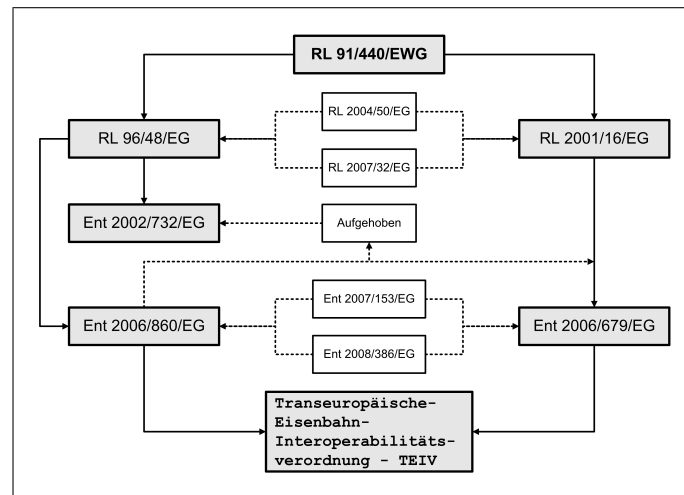 RL 91/440/EWG
RL 2004/50/EG
RL 96/48/EG
RL 2001/16/EG
RL 2007/32/EG
Ent 2002/732/EG
Aufgehoben
Ent 2007/153/EG
Ent 2006/860/EG
Ent 2006/679/EG
Ent 2008/386/EG
Transeuropäische-
Eisenbahn-
Interoperabilitäts-
verordnung - TEIV